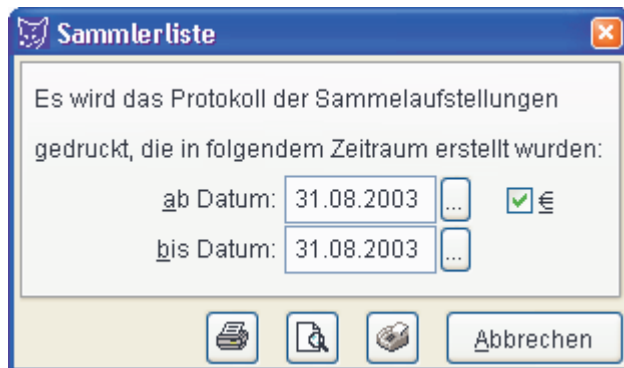 Sammlerliste
Es wird das Protokoll der Sammelaufstellungen
gedruckt, die in folgendem Zeitraum erstellt wurden:
ab Datum: 31.08.2003 ... €
bis Datum: 31.08.2003 ...
Abbrechen